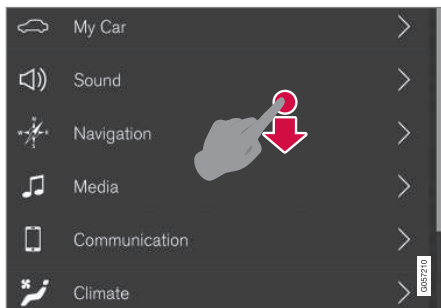 My Car
Sound
N
W
S
Navigation
Media
Communication
Climate
G057210